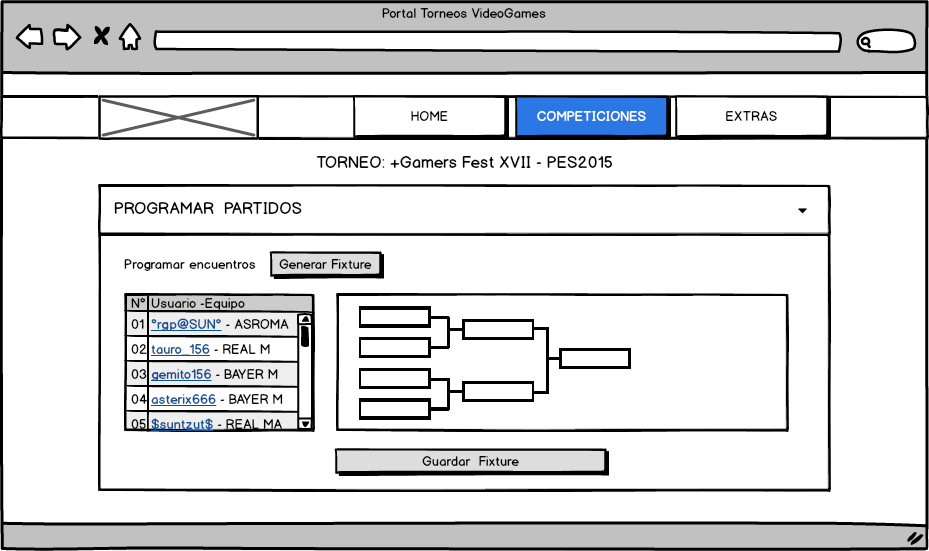 Portal Torneos VideoGames
HOME
COMPETICIONES
EXTRAS
TORNEO: +Gamers Fest XVII - PES2015
PROGRAMAR PARTIDOS
Programar encuentros
Generar Fixture
Nº Usuario -Equipo
01 °rgp@SUN° - ASROMA
02 tauro_156 - REAL M
03 gemito156 - BAYER M
04 asterix666 - BAYER M
05 $suntzut$ - REAL MA
Guardar Fixture